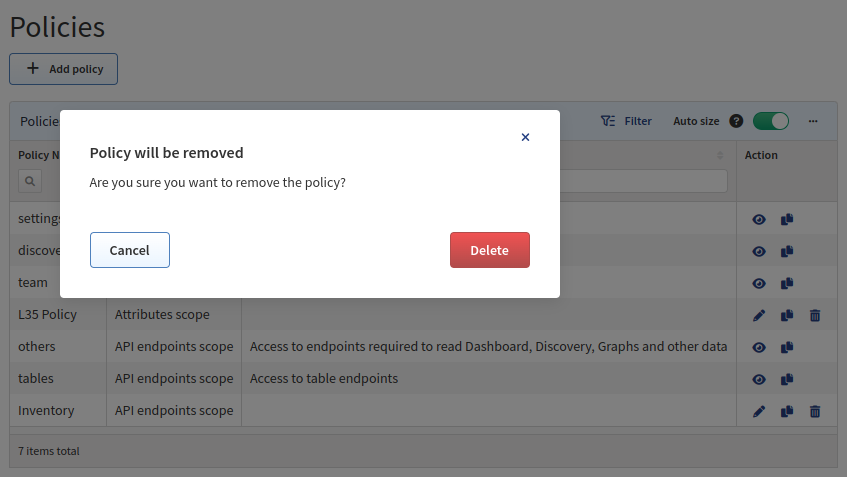 Policies
Add policy
Policie
Filter
Auto size
?
Policy N
Action
Policy will be removed
Are you sure you want to remove the policy?
Cancel
Delete
settings
discove
team
L35 Policy
Attributes scope
others
API endpoints scope
Access to endpoints required to read Dashboard, Discovery, Graphs and other data
tables
API endpoints scope
Access to table endpoints
Inventory
API endpoints scope
7 items total